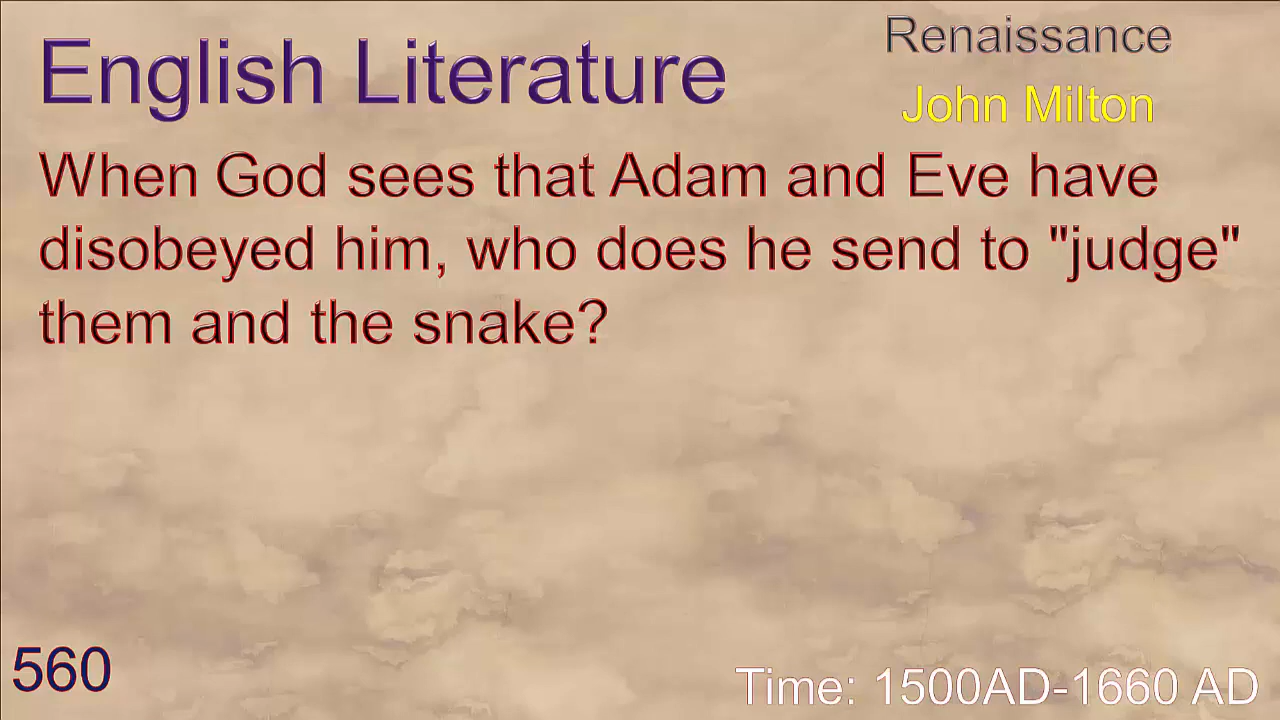 English Literature
Renaissance
John Milton
When God sees that Adam and Eve have
disobeyed him, who does he send to "judge"
them and the snake?
560
Time: 1500AD-1660 AD